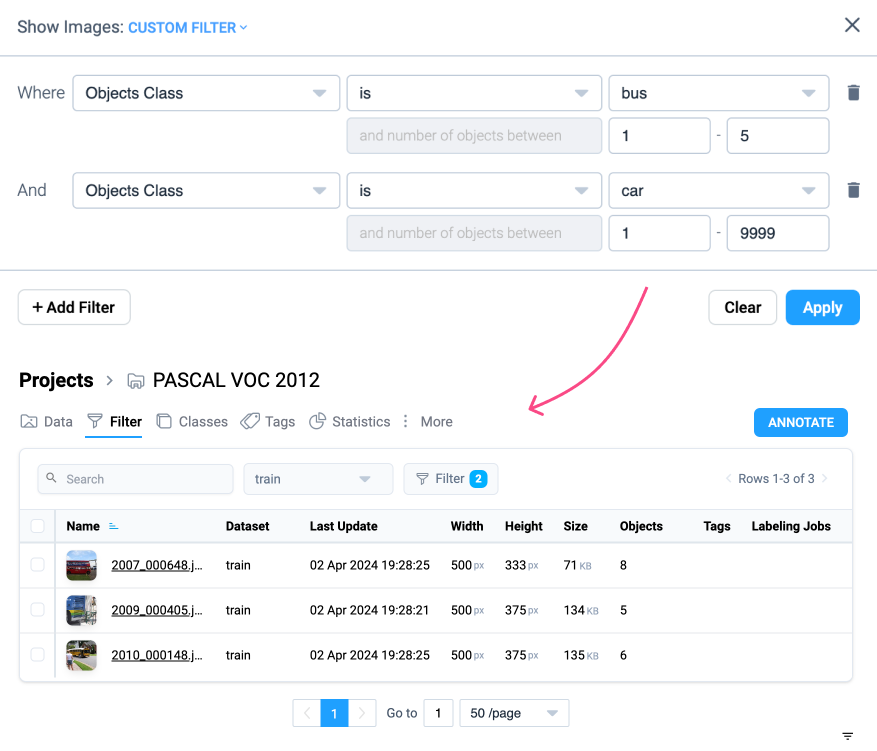 Show Images: CUSTOM FILTER
Where Objects Class is bus
and number of objects between 1 - 5
And Objects Class is car
and number of objects between 1 - 9999
+ Add Filter Clear Apply
Projects > PASCAL VOC 2012
Data Filter Classes Tags Statistics More ANNOTATE
Search train Filter 2 Rows 1-3 of 3
Name Dataset Last Update Width Height Size Objects Tags Labeling Jobs
2007_000648.j... train 02 Apr 2024 19:28:25 500 px 333 px 71 KB 8
2009_000405.j... train 02 Apr 2024 19:28:21 500 px 375 px 134 KB 5
2010_000148.j... train 02 Apr 2024 19:28:25 500 px 375 px 135 KB 6
1 Go to 1 50 /page